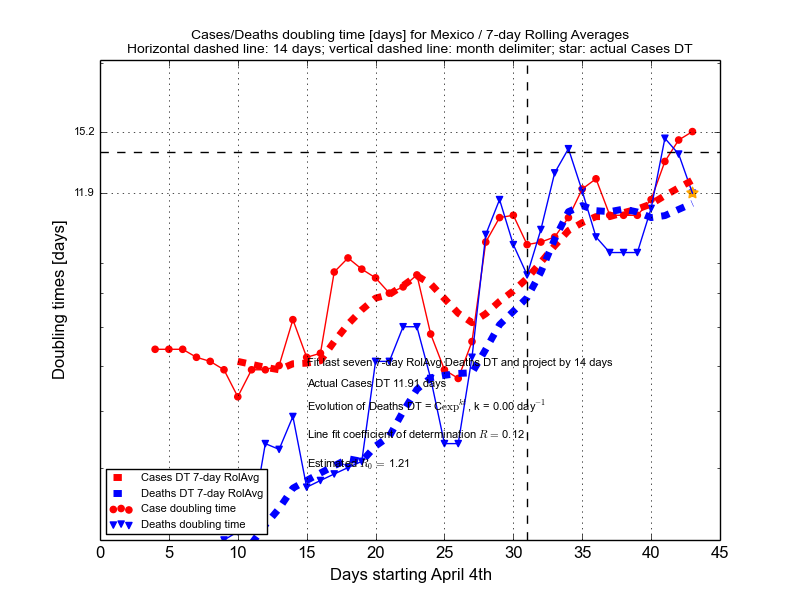 Cases/Deaths doubling time [days] for Mexico / 7-day Rolling Averages
Horizontal dashed line: 14 days; vertical dashed line: month delimiter; star: actual Cases DT
15.2
11.9
Doubling times [days]
Fit last seven 7-day RolAvg Deaths DT and project by 14 days
Actual Cases DT 11.91 days
Evolution of Deaths DT = C exp^{kt}, k = 0.00 day^{-1}
Line fit coefficient of determination R = 0.12
Estimated R_0 = 1.21
Cases DT 7-day RolAvg
Deaths DT 7-day RolAvg
Case doubling time
Deaths doubling time
0 5 10 15 20 25 30 35 40 45
Days starting April 4th